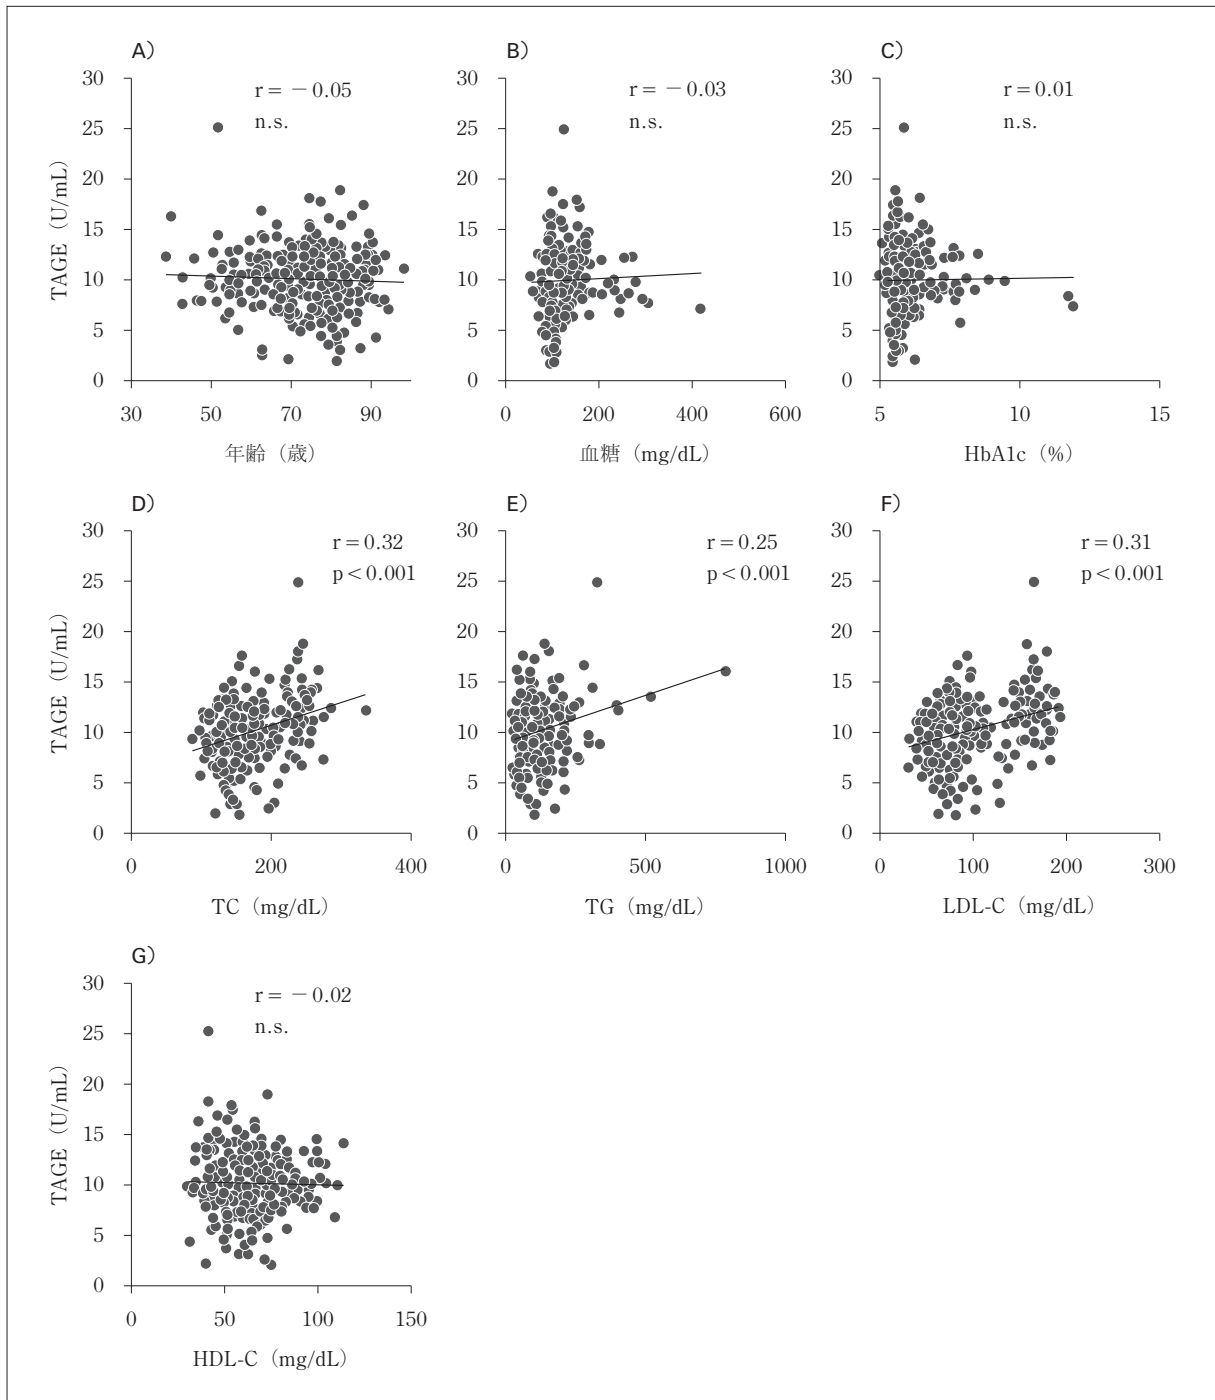 A）
r＝－0.05
n.s.
TAGE（U/mL）
30
25
20
15
10
5
0
30 50 70 90
年齢（歳）
B）
r＝－0.03
n.s.
30
25
20
15
10
5
0
0 200 400 600
血糖（mg/dL）
C）
r＝0.01
n.s.
30
25
20
15
10
5
0
5 10 15
HbA1c（%）
D）
r＝0.32
p＜0.001
TAGE（U/mL）
30
25
20
15
10
5
0
0 200 400
TC（mg/dL）
E）
r＝0.25
p＜0.001
30
25
20
15
10
5
0
0 500 1000
TG（mg/dL）
F）
r＝0.31
p＜0.001
30
25
20
15
10
5
0
0 100 200 300
LDL-C（mg/dL）
G）
r＝－0.02
n.s.
TAGE（U/mL）
30
25
20
15
10
5
0
0 50 100 150
HDL-C（mg/dL）